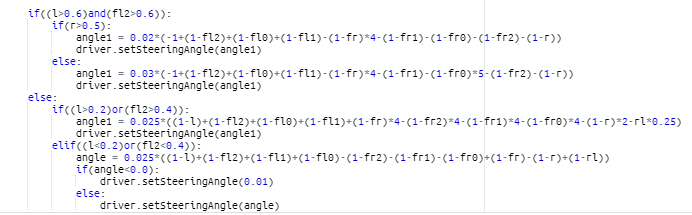 if((l>0.6)and(fl2>0.6)):
if(r>0.5):
angle1 = 0.02*(-1+(1-fl2)+(1-fl0)+(1-fl1)-(1-fr)*4-(1-fr1)-(1-fr0)-(1-fr2)-(1-r))
driver.setSteeringAngle(angle1)
else:
angle1 = 0.03*(-1+(1-fl2)+(1-fl0)+(1-fl1)-(1-fr)*4-(1-fr1)-(1-fr0)*5-(1-fr2)-(1-r))
driver.setSteeringAngle(angle1)
else:
if((l>0.2)or(fl2>0.4)):
angle1 = 0.025*((1-l)+(1-fl2)+(1-fl0)+(1-fl1)+(1-fr)*4-(1-fr2)*4-(1-fr1)*4-(1-fr0)*4-(1-r)*2-rl*0.25)
driver.setSteeringAngle(angle1)
elif((l<0.2)or(fl2<0.4)):
angle = 0.025*((1-l)+(1-fl2)+(1-fl1)+(1-fl0)-(1-fr2)-(1-fr1)-(1-fr0)+(1-fr)-(1-r)+(1-rl))
if(angle<0.0):
driver.setSteeringAngle(0.01)
else:
driver.setSteeringAngle(angle)